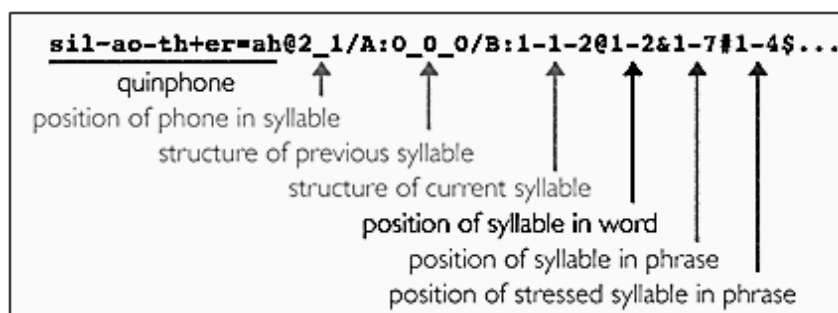 sil~ao-th+er=ah@2_1/A:0_0_0/B:1-1-2@1-2&1-7#1-4$...
quinphone
position of phone in syllable
structure of previous syllable
structure of current syllable
position of syllable in word
position of syllable in phrase
position of stressed syllable in phrase